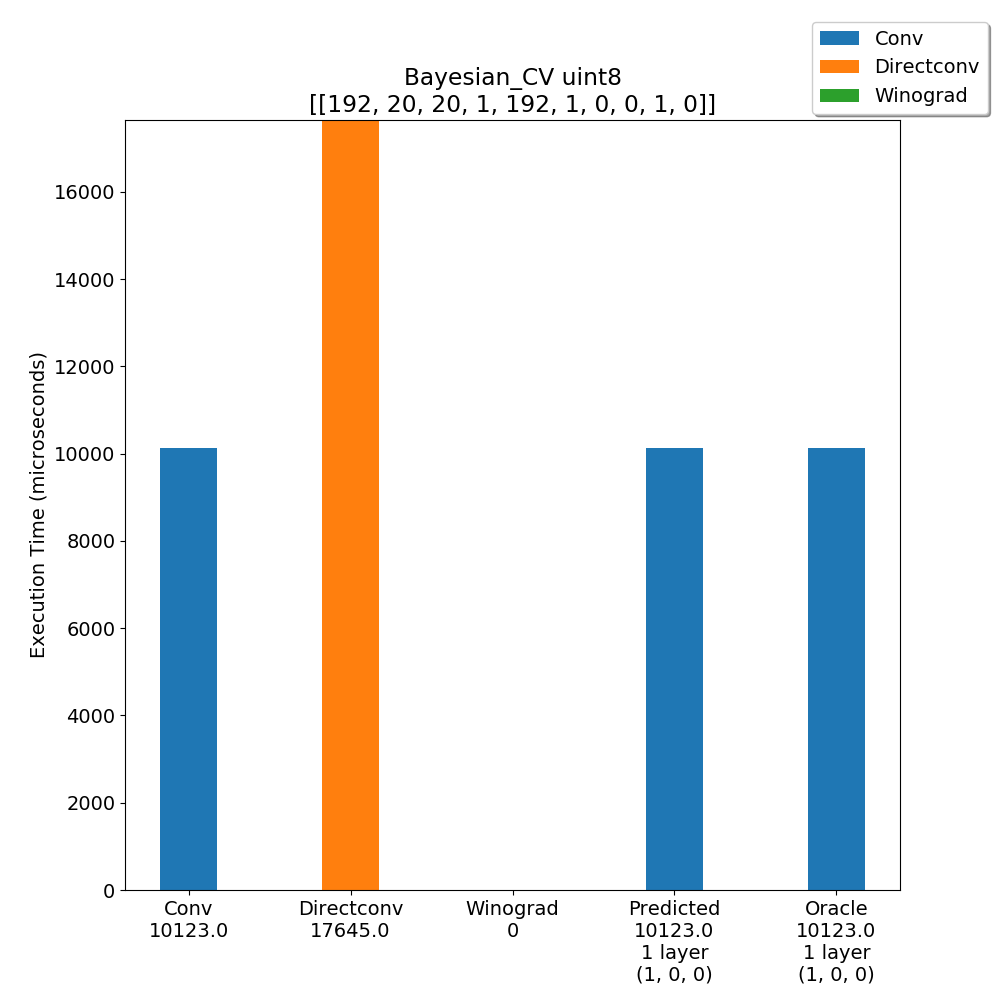 Conv
Directconv
Winograd
Bayesian_CV uint8
[[192, 20, 20, 1, 192, 1, 0, 0, 1, 0]]
Execution Time (microseconds)
16000
14000
12000
10000
8000
6000
4000
2000
0
Conv
10123.0
Directconv
17645.0
Winograd
0
Predicted
10123.0
1 layer
(1, 0, 0)
Oracle
10123.0
1 layer
(1, 0, 0)